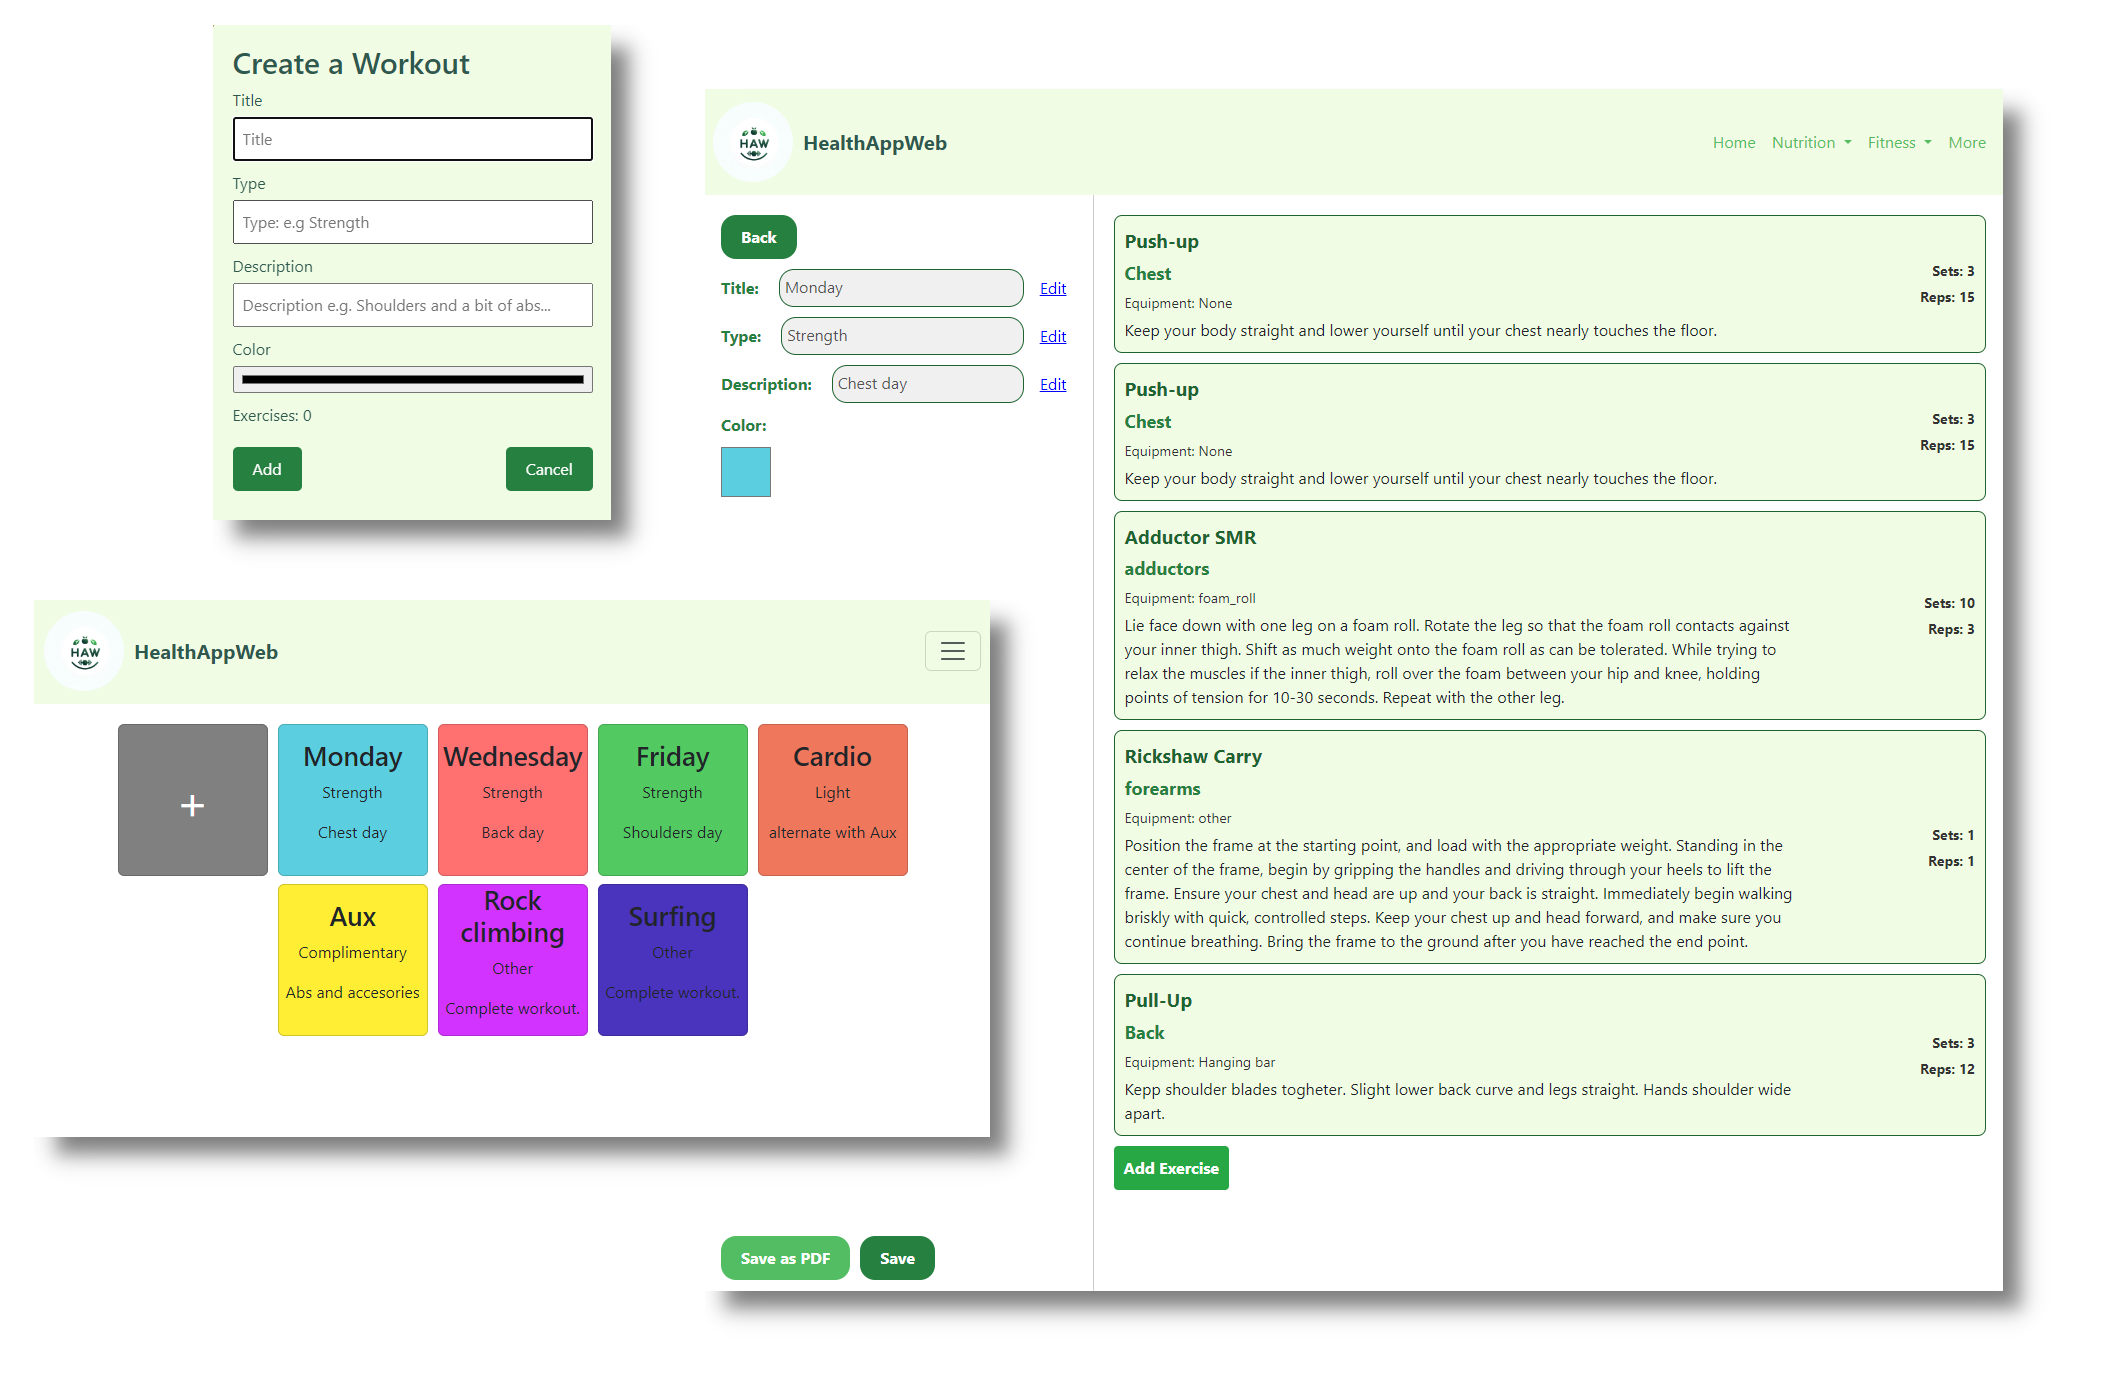 Create a Workout
Title
Title
Type
Type: e.g Strength
Description
Description e.g. Shoulders and a bit of abs...
Color
Exercises: 0
Add
Cancel
HAW
HealthAppWeb
Home
Nutrition
Fitness
More
Back
Title:
Monday
Edit
Type:
Strength
Edit
Description:
Chest day
Edit
Color:
Save as PDF
Save
Push-up
Chest
Equipment: None
Keep your body straight and lower yourself until your chest nearly touches the floor.
Sets: 3
Reps: 15
Push-up
Chest
Equipment: None
Keep your body straight and lower yourself until your chest nearly touches the floor.
Sets: 3
Reps: 15
Adductor SMR
adductors
Equipment: foam_roll
Lie face down with one leg on a foam roll. Rotate the leg so that the foam roll contacts against
your inner thigh. Shift as much weight onto the foam roll as can be tolerated. While trying to
relax the muscles if the inner thigh, roll over the foam between your hip and knee, holding
points of tension for 10-30 seconds. Repeat with the other leg.
Sets: 10
Reps: 3
Rickshaw Carry
forearms
Equipment: other
Position the frame at the starting point, and load with the appropriate weight. Standing in the
center of the frame, begin by gripping the handles and driving through your heels to lift the
frame. Ensure your chest and head are up and your back is straight. Immediately begin walking
briskly with quick, controlled steps. Keep your chest up and head forward, and make sure you
continue breathing. Bring the frame to the ground after you have reached the end point.
Sets: 1
Reps: 1
Pull-Up
Back
Equipment: Hanging bar
Kepp shoulder blades togheter. Slight lower back curve and legs straight. Hands shoulder wide
apart.
Sets: 3
Reps: 12
Add Exercise
HAW
HealthAppWeb
+
Monday
Strength
Chest day
Wednesday
Strength
Back day
Friday
Strength
Shoulders day
Cardio
Light
alternate with Aux
Aux
Complimentary
Abs and accesories
Rock
climbing
Other
Complete workout.
Surfing
Other
Complete workout.